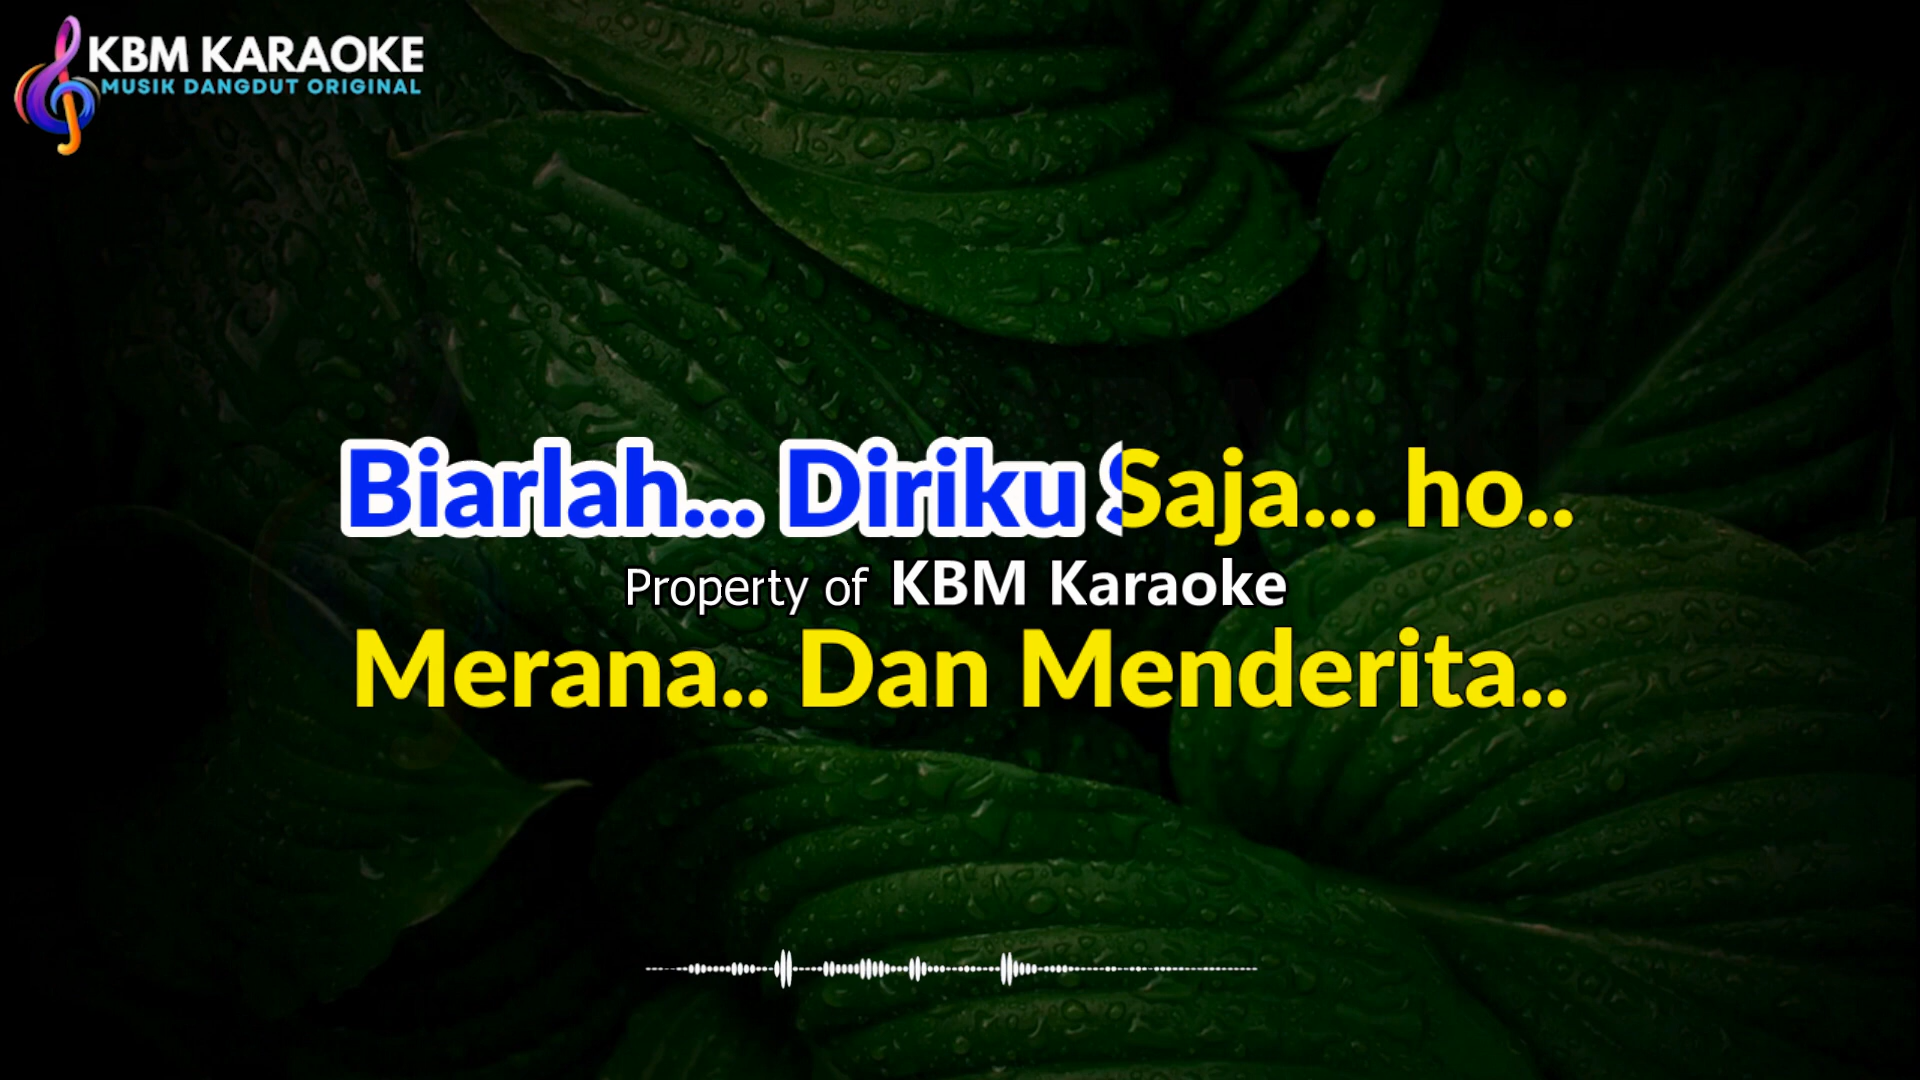 KBM KARAOKE
MUSIK DANGDUT ORIGINAL
Biarlah... Diriku Saja... ho..
Property of KBM Karaoke
Merana.. Dan Menderita..